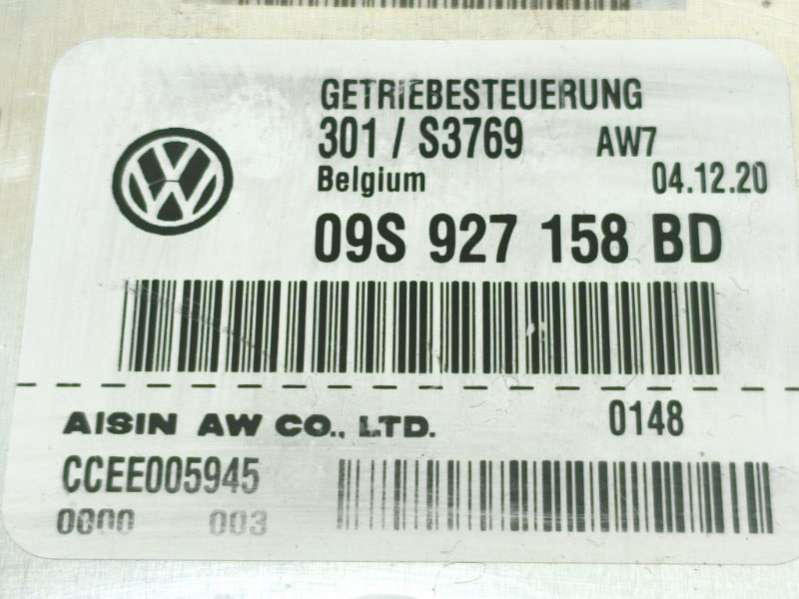 GETRIEBESTEUERUNG
301 / S3769 AW7
Belgium 04.12.20
09S 927 158 BD
AISIN AW CO., LTD. 0148
CCEE005945
0000 003